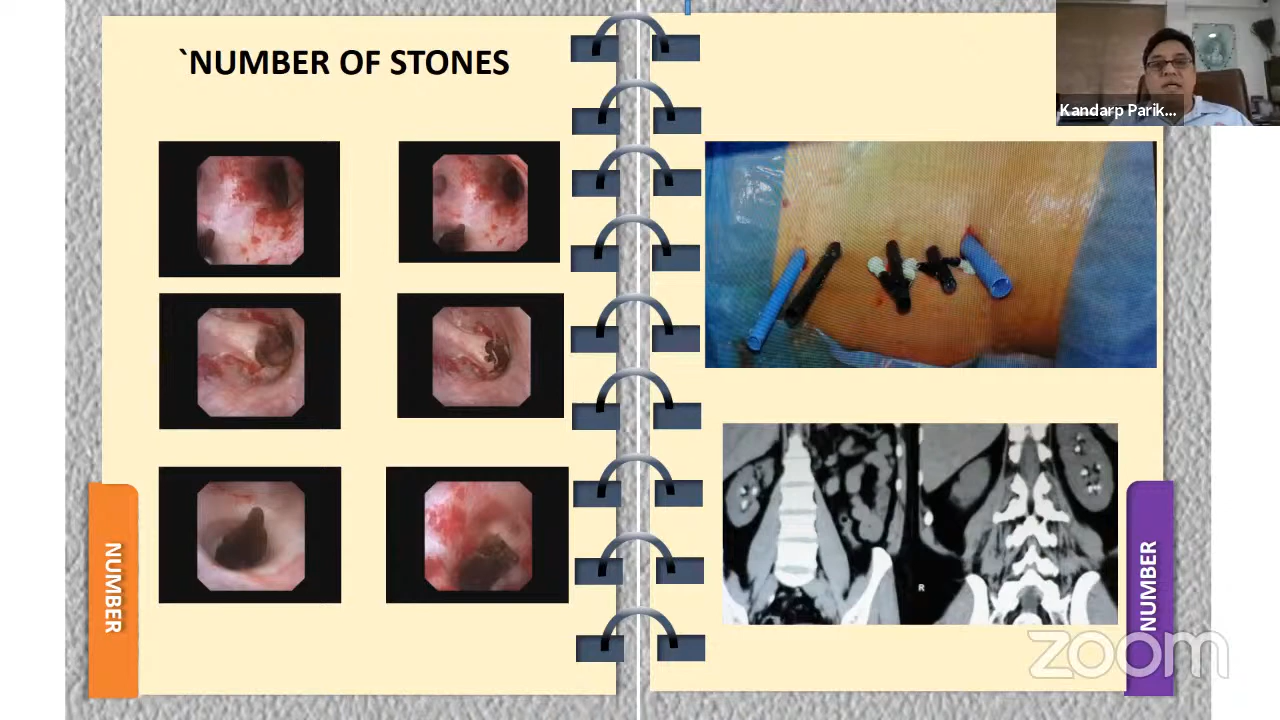 `NUMBER OF STONES
Kandarp Parik...
NUMBER
R
NUMBER
zoom